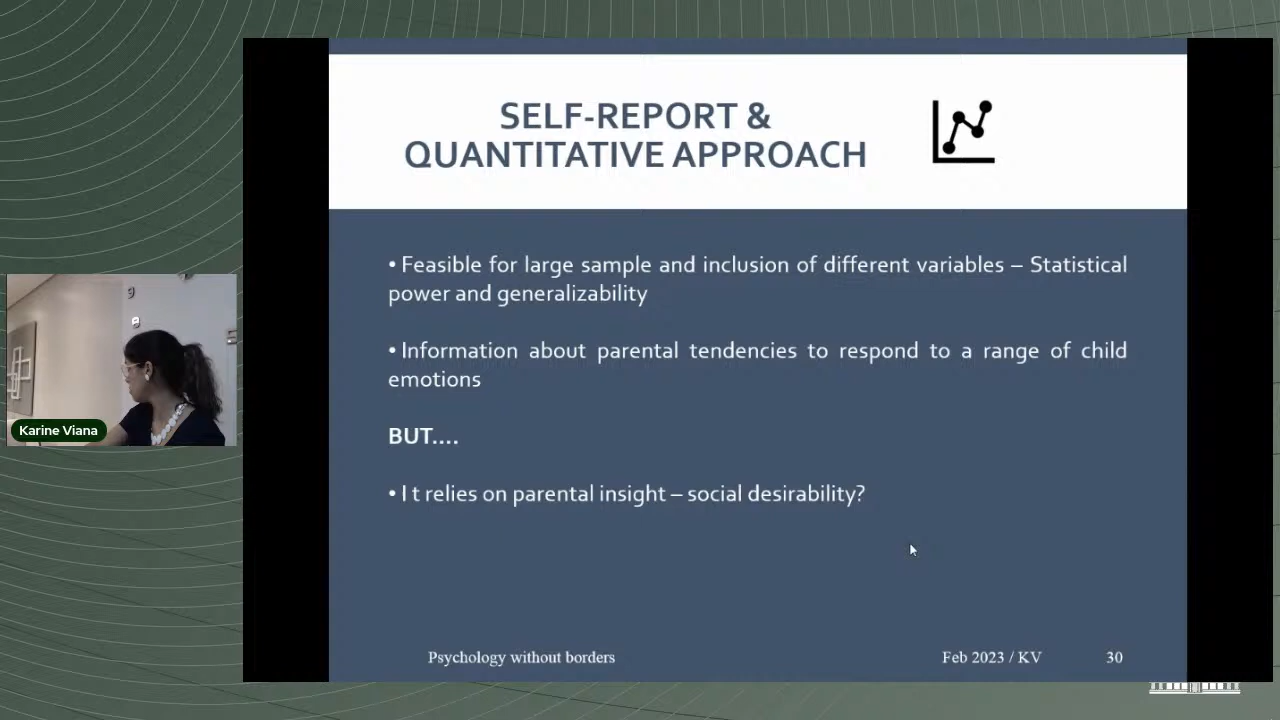 SELF-REPORT &
QUANTITATIVE APPROACH
• Feasible for large sample and inclusion of different variables – Statistical
power and generalizability
• Information about parental tendencies to respond to a range of child
emotions
BUT....
• I t relies on parental insight – social desirability?
Karine Viana
Psychology without borders
Feb 2023 / KV
30